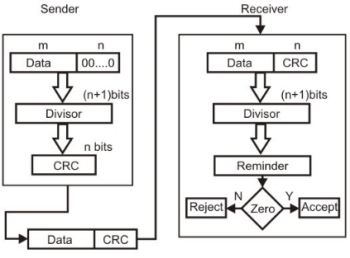 Sender
Receiver
m n
Data 00....0
(n+1)bits
Divisor
n bits
CRC
Data CRC
m n
Data CRC
(n+1)bits
Divisor
Reminder
N Y
Reject Zero Accept